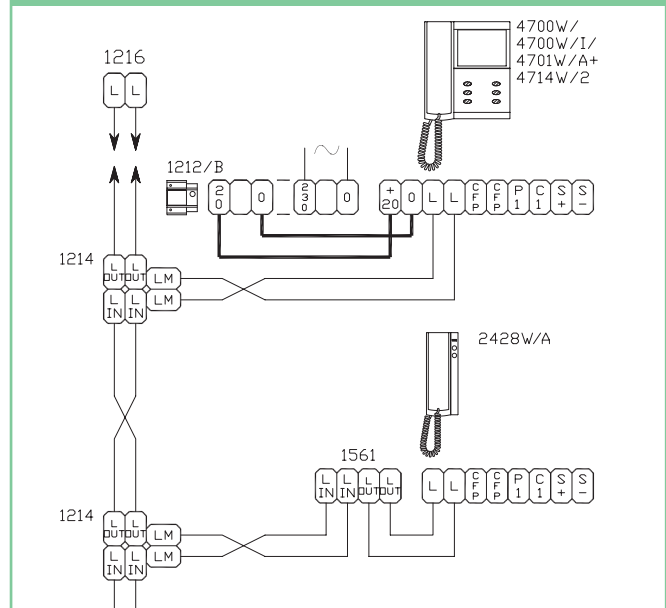 4700W/
4700W/I/
4701W/A+
4714W/2
1216
L L
1212/B
20 0 230 0 +20 0 L L CFP CFP P1 C1 S+ S-
1214
L OUT L OUT LM
L IN L IN LM
2428W/A
1561
L IN L IN L OUT L OUT L L CFP CFP P1 C1 S+ S-
1214
L OUT L OUT LM
L IN L IN LM